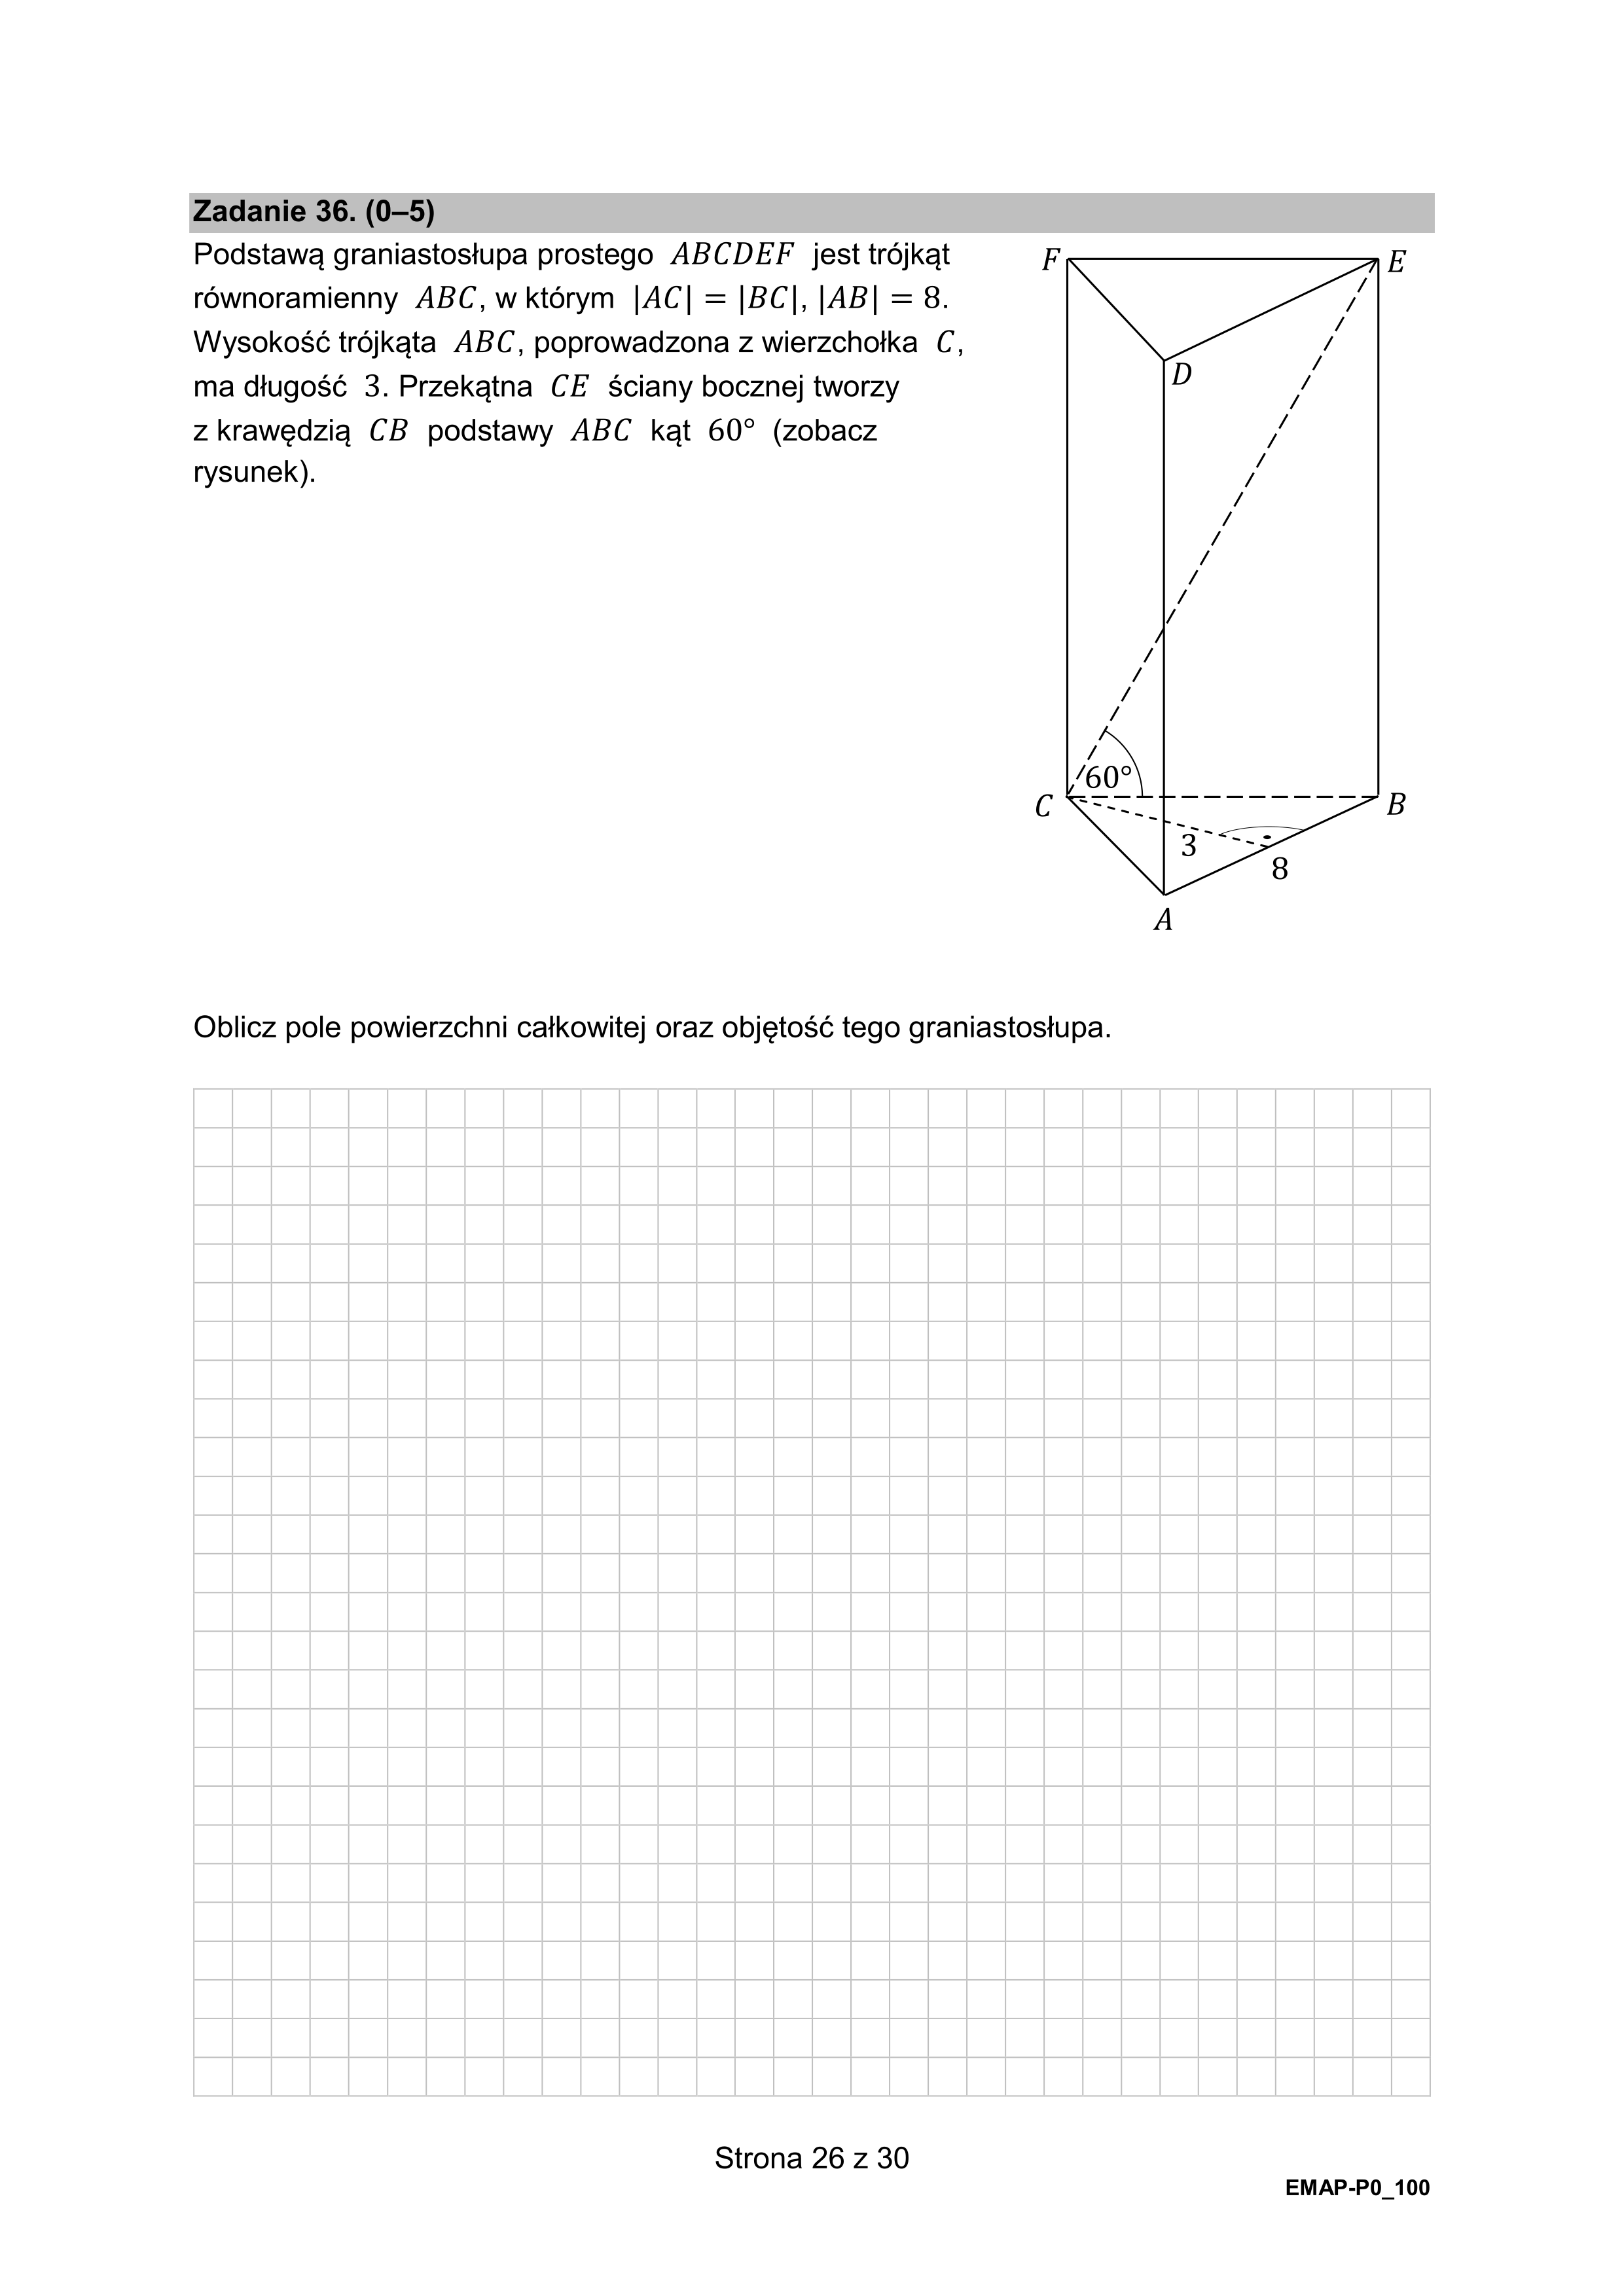 Zadanie 36. (0–5)
Podstawą graniastosłupa prostego ABCDEF jest trójkąt
równoramienny ABC, w którym |AC| = |BC|, |AB| = 8.
Wysokość trójkąta ABC, poprowadzona z wierzchołka C,
ma długość 3. Przekątna CE ściany bocznej tworzy
z krawędzią CB podstawy ABC kąt 60° (zobacz
rysunek).
F
E
D
60°
C
B
3
8
A
Oblicz pole powierzchni całkowitej oraz objętość tego graniastosłupa.
Strona 26 z 30
EMAP-P0_100